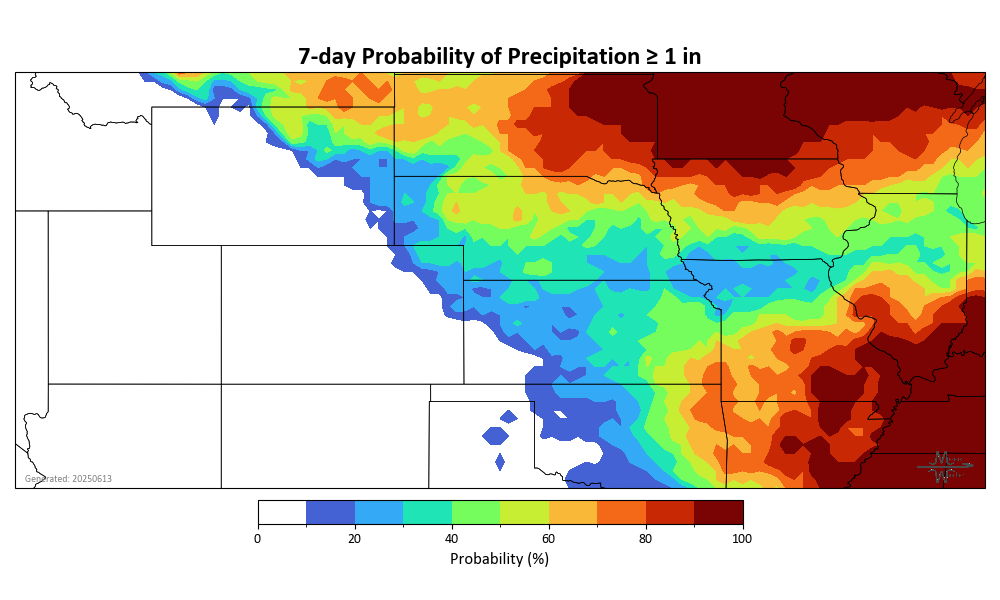 7-day Probability of Precipitation ≥ 1 in
Generated: 20250613
0 20 40 60 80 100
Probability (%)